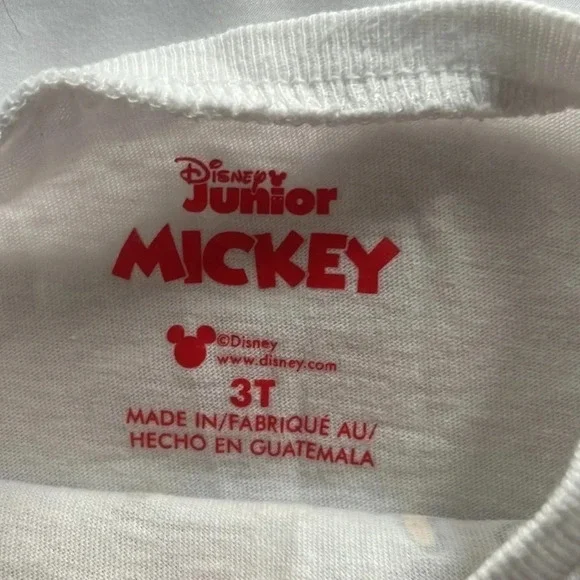 Disney
Junior
MICKEY
©Disney
www.disney.com
3T
MADE IN/FABRIQUÉ AU/
HECHO EN GUATEMALA